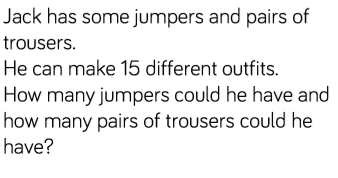 Jack has some jumpers and pairs of
trousers.
He can make 15 different outfits.
How many jumpers could he have and
how many pairs of trousers could he
have?